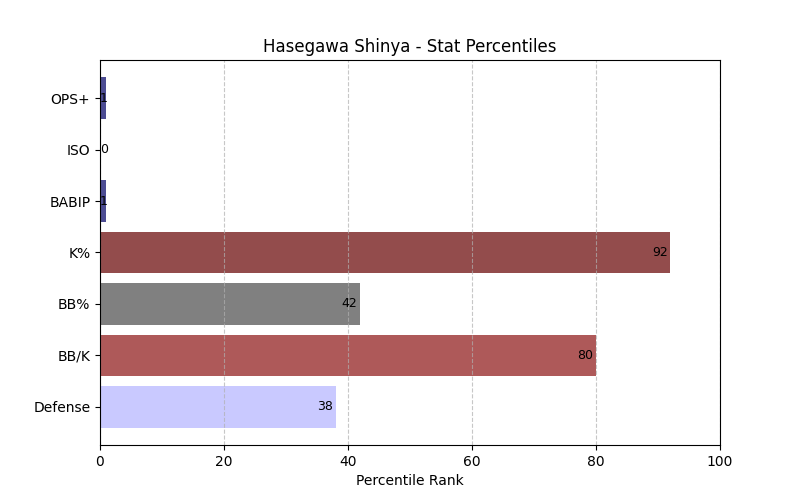 Hasegawa Shinya - Stat Percentiles
OPS+ 1
ISO 0
BABIP 1
K% 92
BB% 42
BB/K 80
Defense 38
0 20 40 60 80 100
Percentile Rank